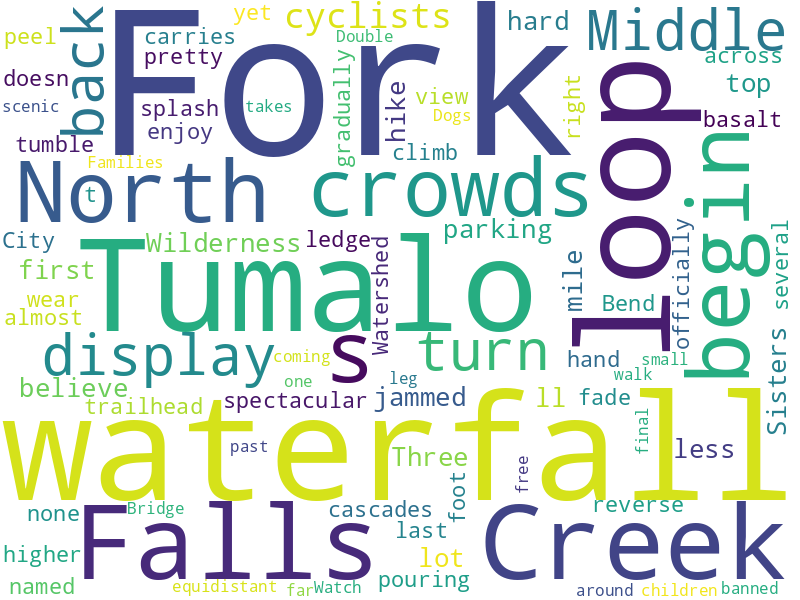 yet
cyclists
hard
Middle
peel
back
Fork
carries
Double
pretty
across
doesn
gradually
hike
view
right
loop
top
scenic
splash
takes
Dogs
basalt
enjoy
tumble
climb
Families
begin
t
North
crowds
City
Wilderness
ledge
parking
officially
several
first
Tumalo
Watershed
mile
wear
Bend
almost
display
s
turn
coming
hand
small
Sisters
believe
one
leg
walk
trailhead
spectacular
jammed
ll
fade
waterfall
final
past
Three
less
free
none
Bridge
Falls
cascades
foot
reverse
Creek
last
higher
lot
named
equidistant
far
Watch
pouring
around
children
banned